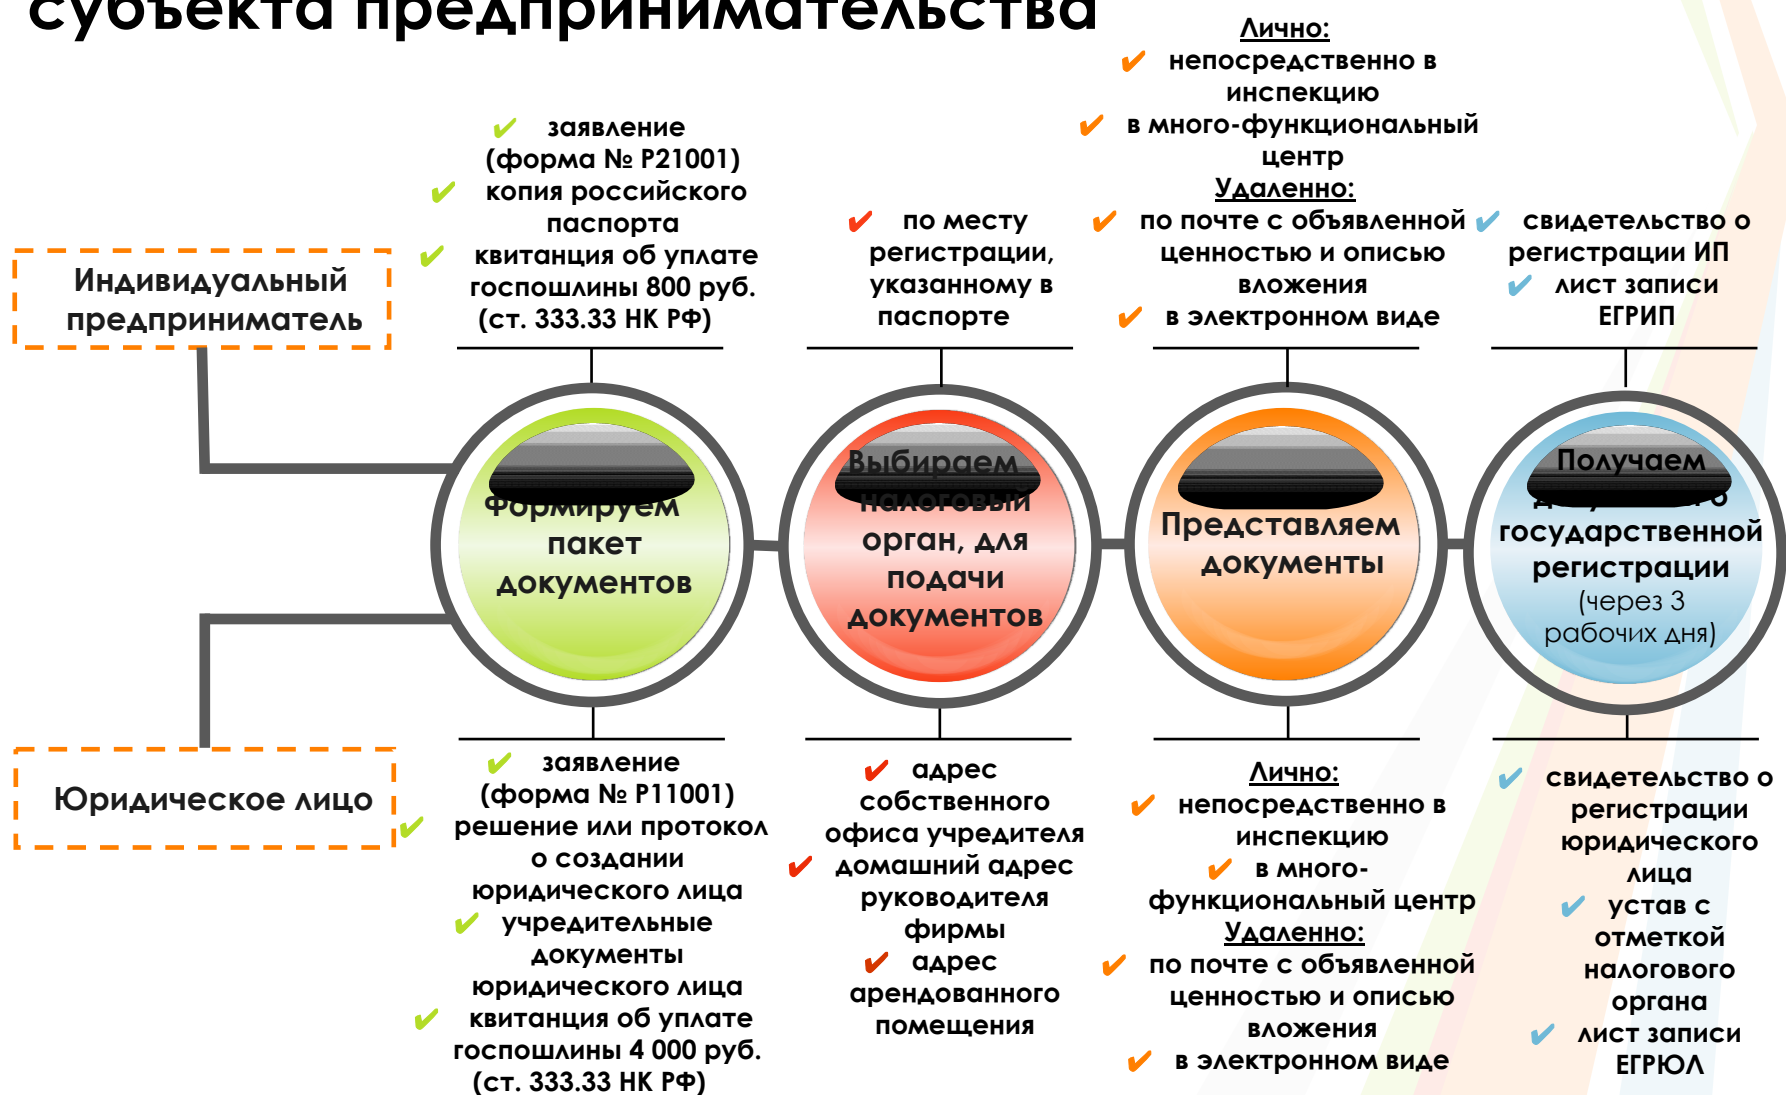 субъекта предпринимательства
Индивидуальный
предприниматель
Юридическое лицо
заявление
(форма № Р21001)
копия российского
паспорта
квитанция об уплате
госпошлины 800 руб.
(ст. 333.33 НК РФ)
по месту
регистрации,
указанному в
паспорте
Лично:
непосредственно в
инспекцию
в много-функциональный
центр
Удаленно:
по почте с объявленной
ценностью и описью
вложения
в электронном виде
свидетельство о
регистрации ИП
лист записи
ЕГРИП
Формируем
пакет
документов
Выбираем
налоговый
орган, для
подачи
документов
Представляем
документы
Получаем
о
государственной
регистрации
(через 3
рабочих дня)
заявление
(форма № Р11001)
решение или протокол
о создании
юридического лица
учредительные
документы
юридического лица
квитанция об уплате
госпошлины 4 000 руб.
(ст. 333.33 НК РФ)
адрес
собственного
офиса учредителя
домашний адрес
руководителя
фирмы
адрес
арендованного
помещения
Лично:
непосредственно в
инспекцию
в много-
функциональный центр
Удаленно:
по почте с объявленной
ценностью и описью
вложения
в электронном виде
свидетельство о
регистрации
юридического
лица
устав с
отметкой
налогового
органа
лист записи
ЕГРЮЛ